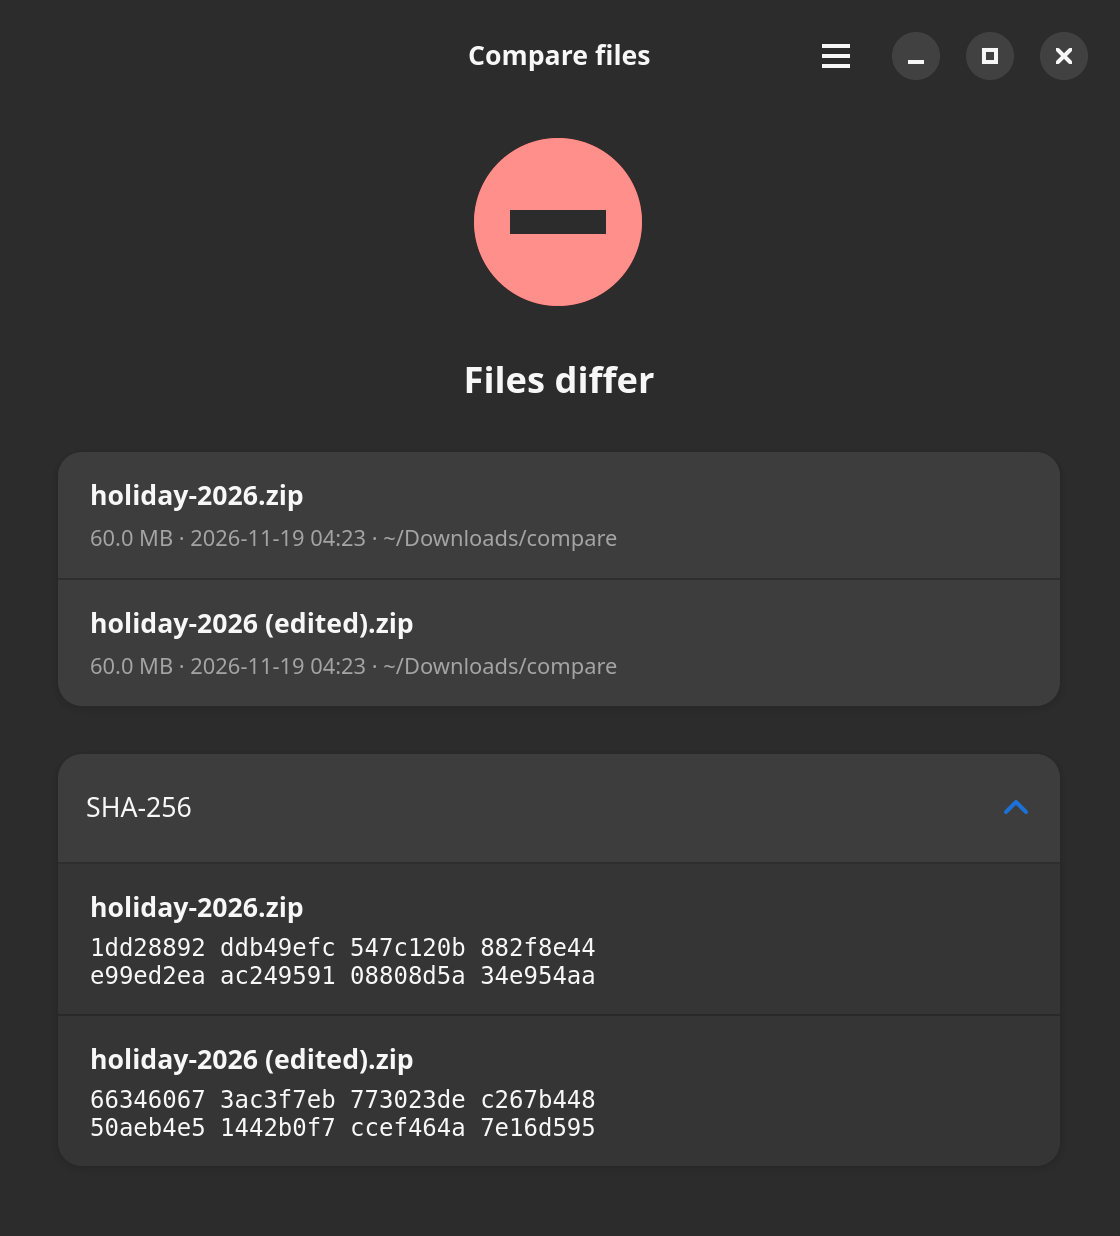 Compare files
Files differ
holiday-2026.zip
60.0 MB · 2026-11-19 04:23 · ~/Downloads/compare
holiday-2026 (edited).zip
60.0 MB · 2026-11-19 04:23 · ~/Downloads/compare
SHA-256
holiday-2026.zip
1dd28892 ddb49efc 547c120b 882f8e44
e99ed2ea ac249591 08808d5a 34e954aa
holiday-2026 (edited).zip
66346067 3ac3f7eb 773023de c267b448
50aeb4e5 1442b0f7 ccef464a 7e16d595